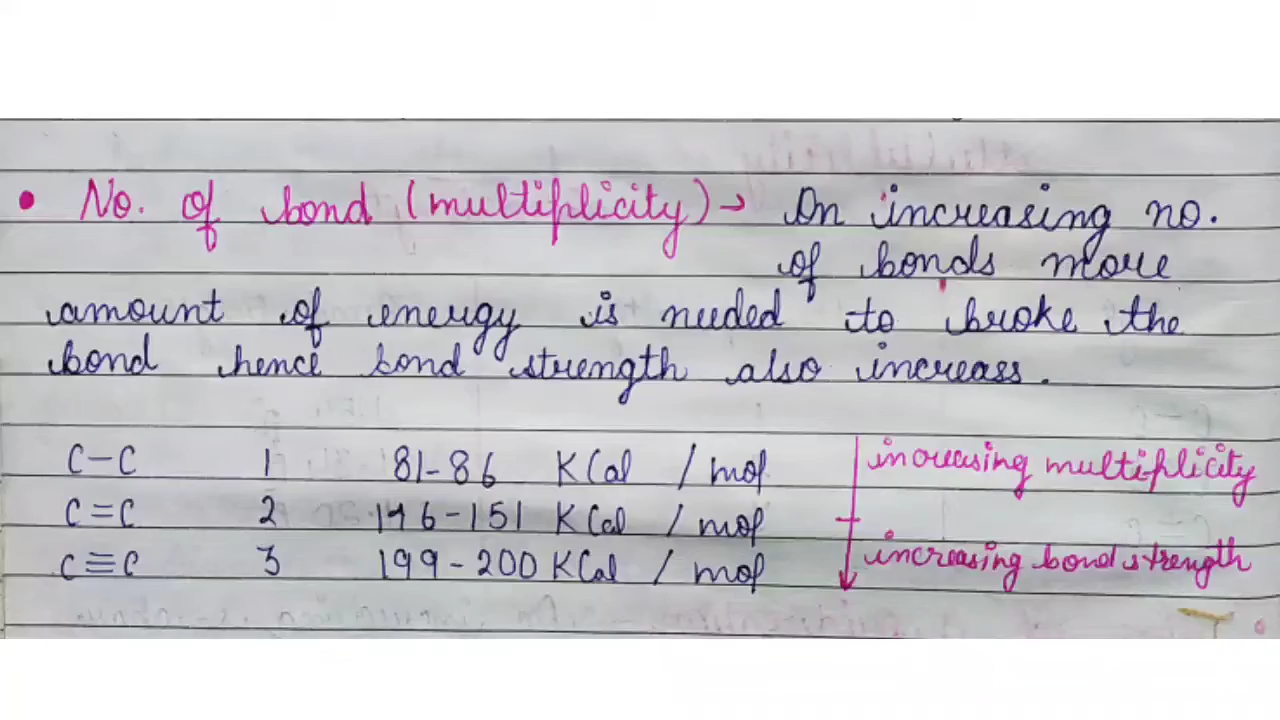 • No. of bond (multiplicity) → On increasing no.
of bonds more
amount of energy is needed to broke the
bond hence bond strength also increass.
C−C 1 81-86 KCal / mol increasing multiplicity
C=C 2 146-151 KCal / mol
C≡C 3 199-200 KCal / mol increasing bond strength